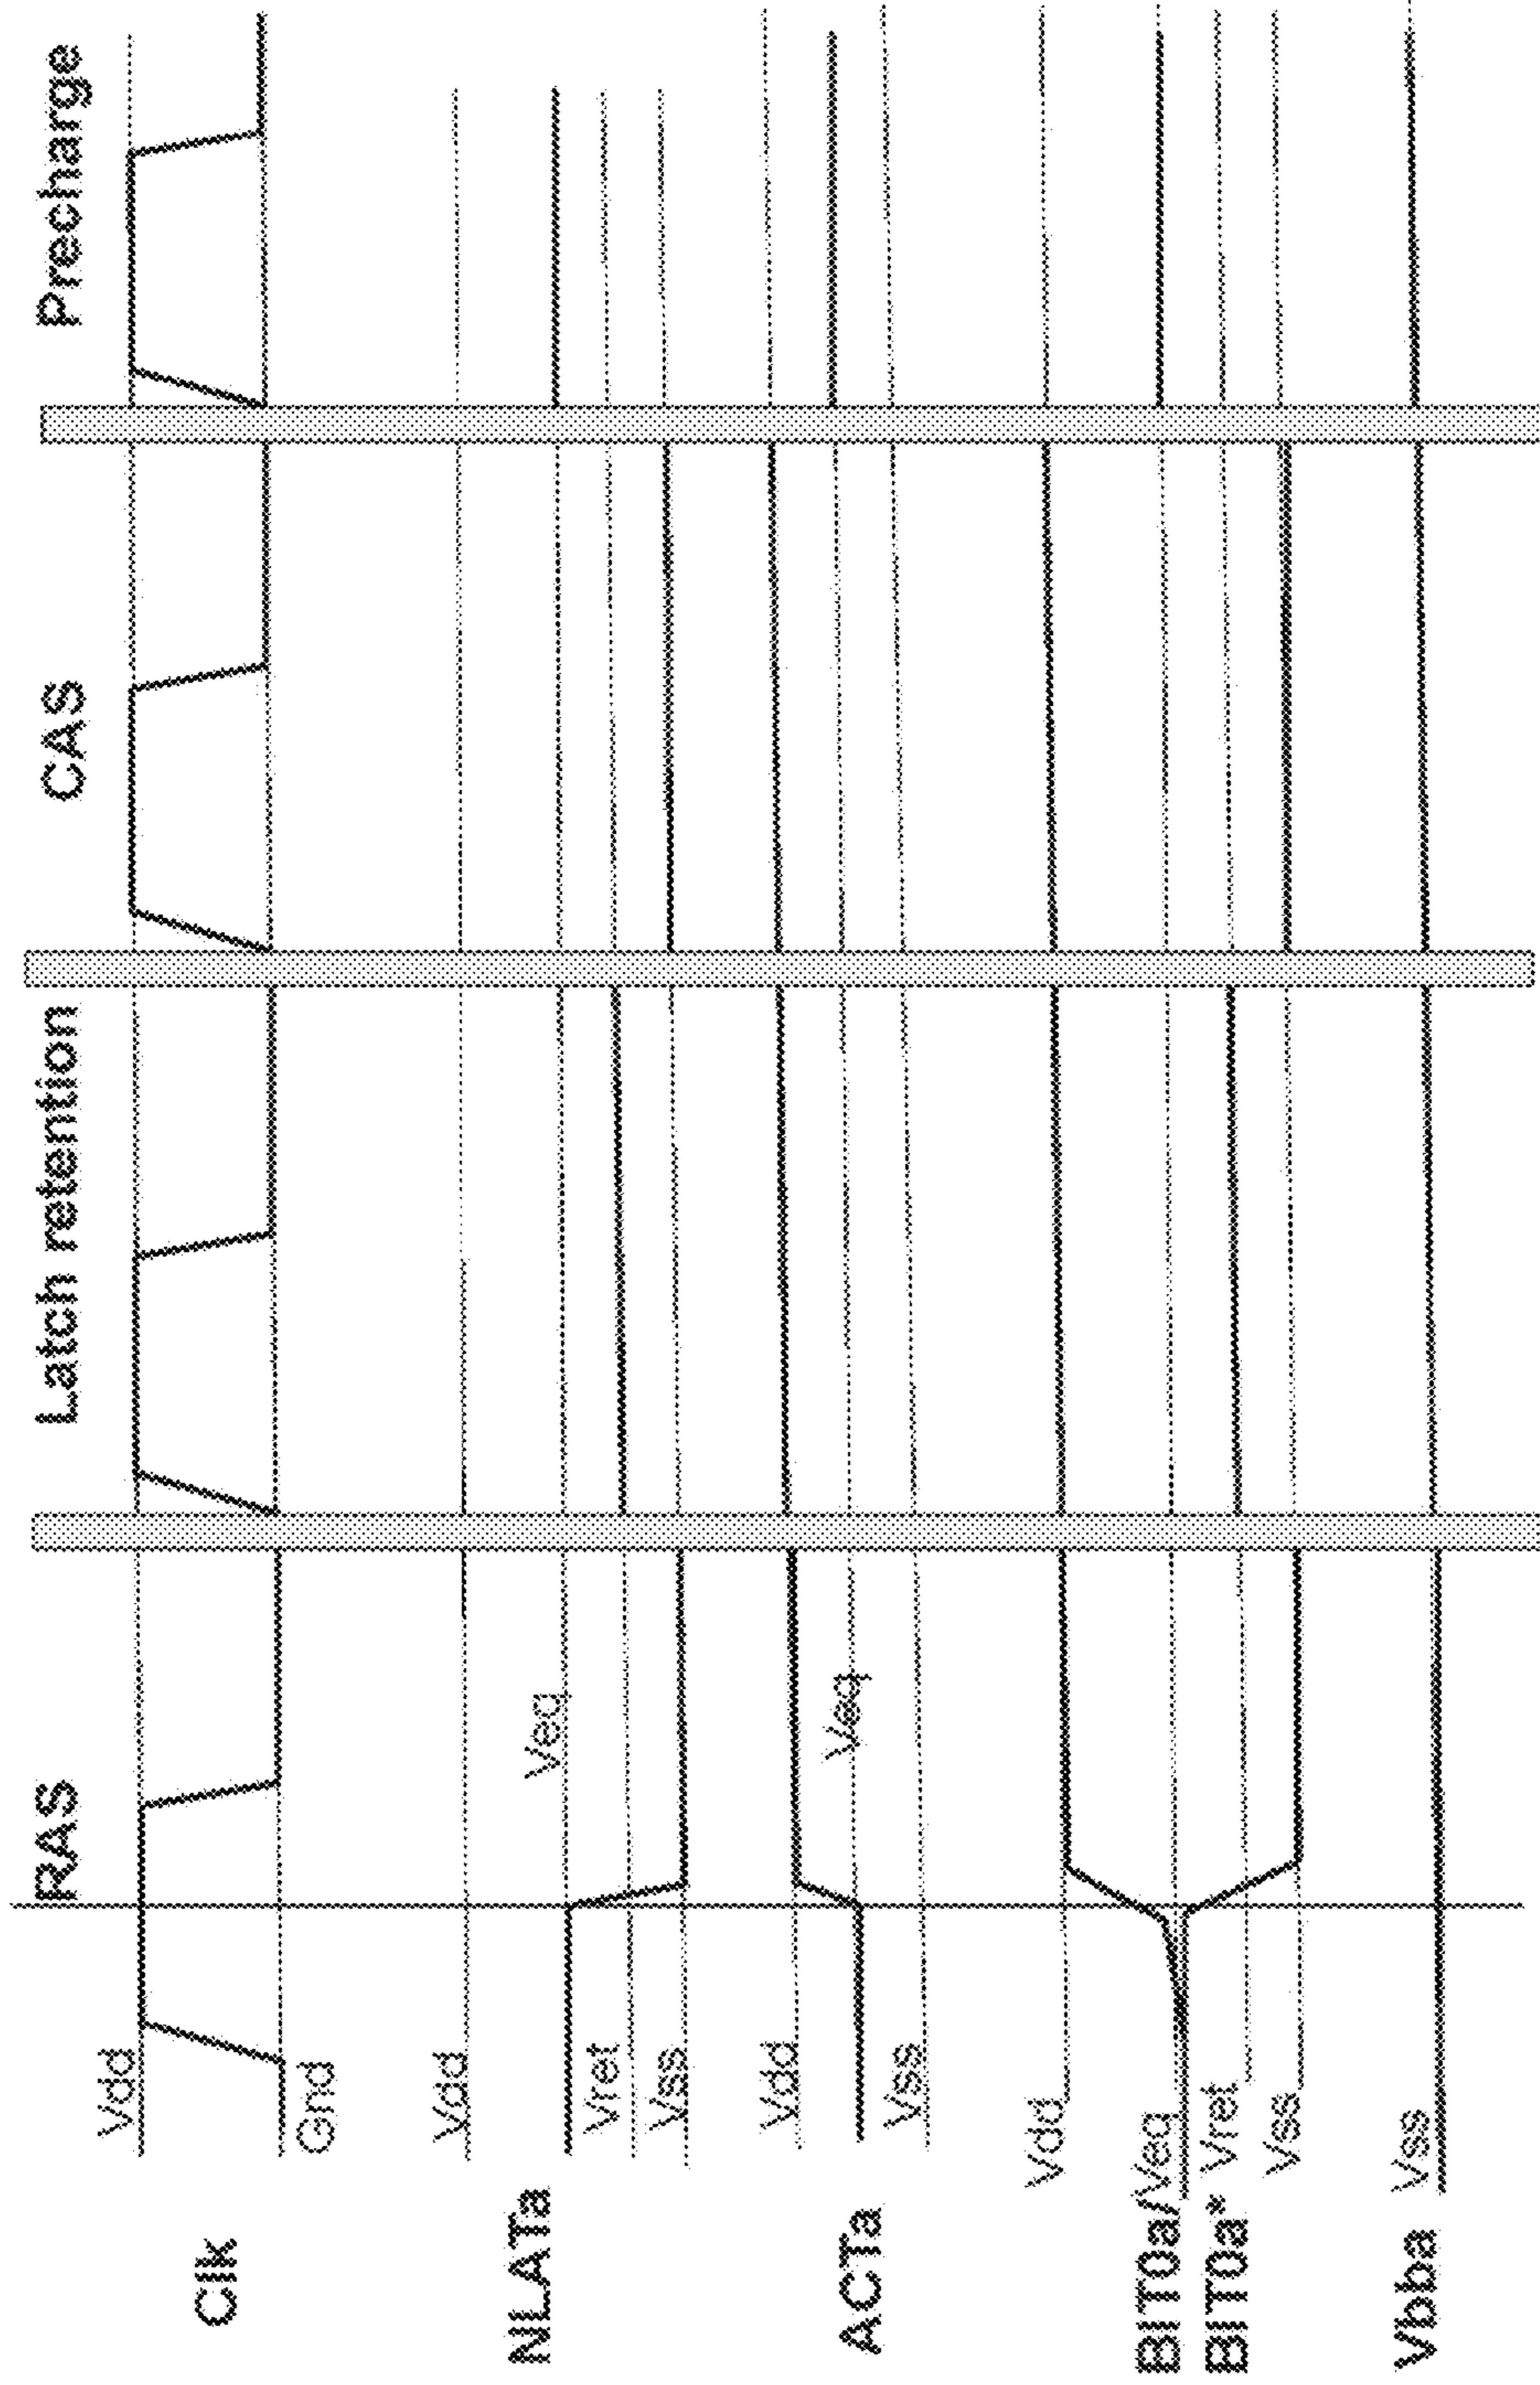 RAS
Latch retention
CAS
Precharge
Clk
Vdd
Gnd
NLATa
Vdd
Veq
Vret
Vss
ACTa
Vdd
Veq
Vss
BIT0a/
BIT0a*
Vdd
Veq
Vret
Vss
Vbba
Vss